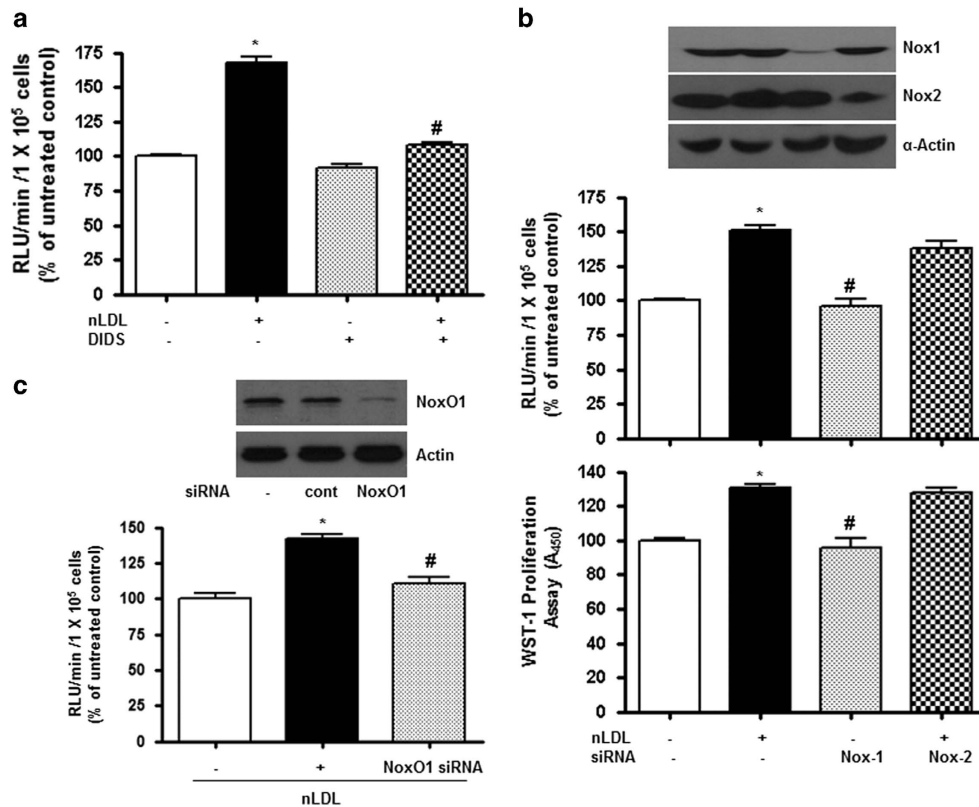 a
RLU/min /1 X 10⁵ cells
(% of untreated control)
175
150
125
100
75
50
25
0
*
#
nLDL - + - +
DIDS - - + +
b
Nox1
Nox2
α-Actin
RLU/min /1 X 10⁵ cells
(% of untreated control)
175
150
125
100
75
50
25
0
*
#
WST-1 Proliferation
Assay (A₄₅₀)
140
120
100
80
60
40
20
0
*
#
nLDL - + - +
siRNA Nox-1 Nox-2
c
NoxO1
Actin
siRNA - cont NoxO1
RLU/min /1 X 10⁵ cells
(% of untreated control)
175
150
125
100
75
50
25
0
*
#
- + NoxO1 siRNA
nLDL